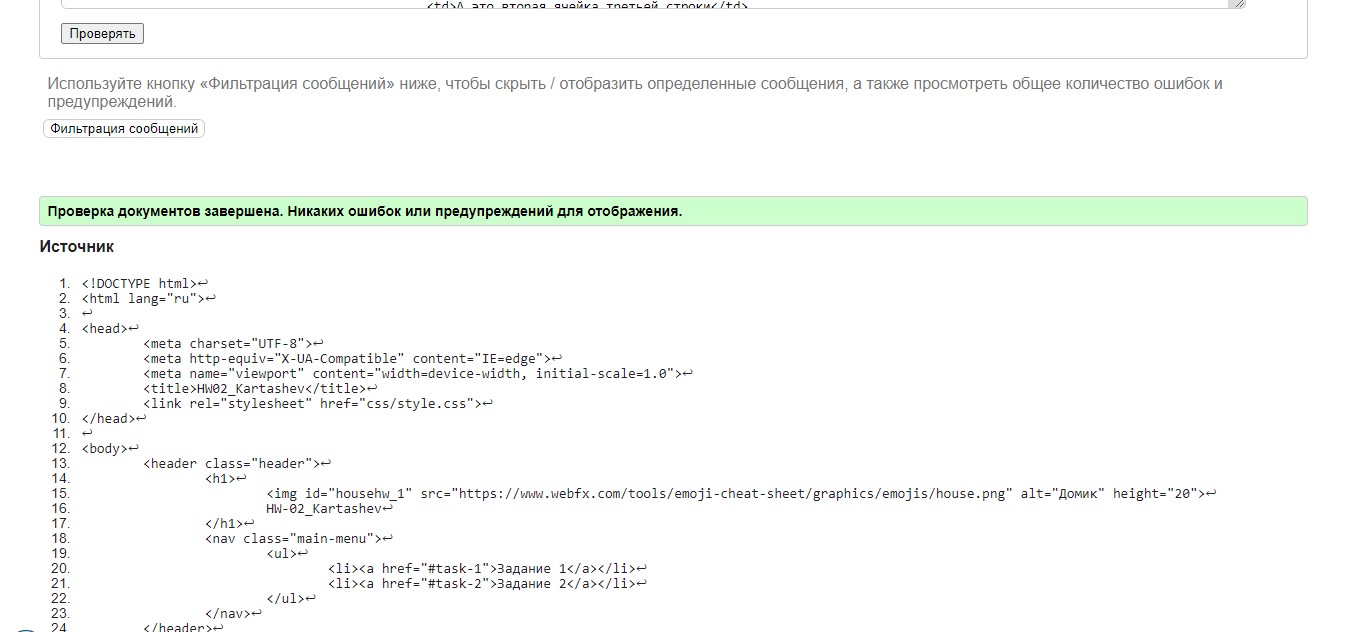 <td>А это вторая ячейка третьей строки</td>
Проверять
Используйте кнопку «Фильтрация сообщений» ниже, чтобы скрыть / отобразить определенные сообщения, а также просмотреть общее количество ошибок и
предупреждений.
Фильтрация сообщений
Проверка документов завершена. Никаких ошибок или предупреждений для отображения.
Источник
1. <!DOCTYPE html>↩
2. <html lang="ru">↩
3. ↩
4. <head>↩
5. <meta charset="UTF-8">↩
6. <meta http-equiv="X-UA-Compatible" content="IE=edge">↩
7. <meta name="viewport" content="width=device-width, initial-scale=1.0">↩
8. <title>HW02_Kartashev</title>↩
9. <link rel="stylesheet" href="css/style.css">↩
10. </head>↩
11. ↩
12. <body>↩
13. <header class="header">↩
14. <h1>↩
15. <img id="househw_1" src="https://www.webfx.com/tools/emoji-cheat-sheet/graphics/emojis/house.png" alt="Домик" height="20">↩
16. HW-02_Kartashev↩
17. </h1>↩
18. <nav class="main-menu">↩
19. <ul>↩
20. <li><a href="#task-1">Задание 1</a></li>↩
21. <li><a href="#task-2">Задание 2</a></li>↩
22. </ul>↩
23. </nav>↩
24 </header>↩